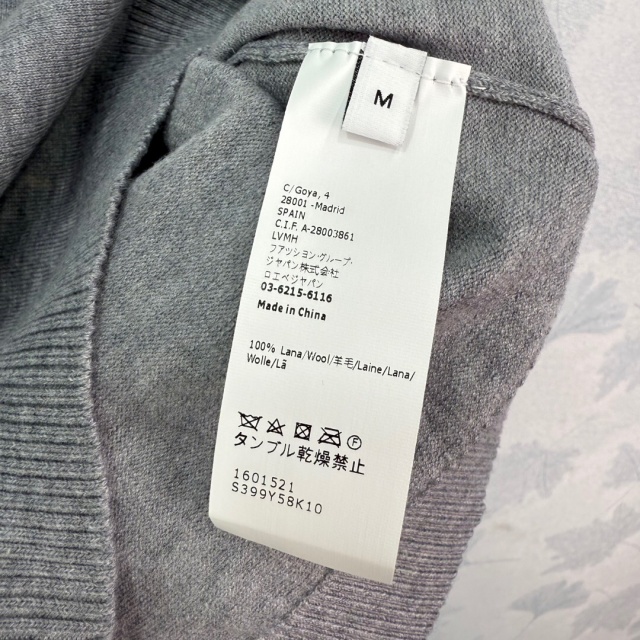 M
C/Goya, 4
28001 -Madrid
SPAIN
C.I.F. A-28003861
LVMH
ファッション・グループ・
ジャパン株式会社
ロエベジャパン
03-6215-6116
Made in China
100% Lana/Wool/羊毛/Laine/Lana/
Wolle/Lã
F
タンブル乾燥禁止
1601521
S399Y58K10